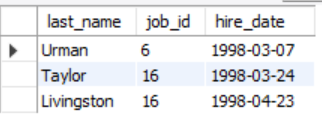 last_name job_id hire_date
Urman 6 1998-03-07
Taylor 16 1998-03-24
Livingston 16 1998-04-23